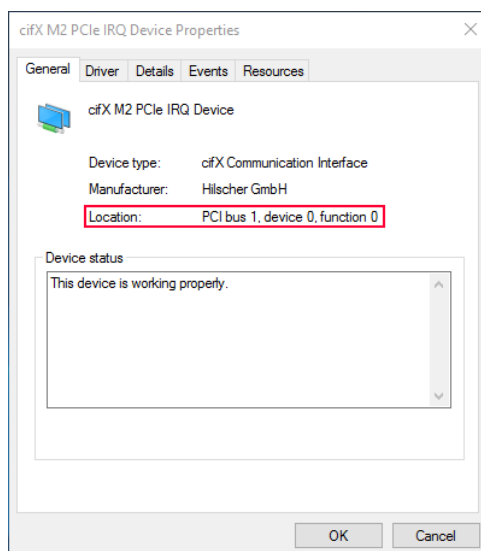 cifX M2 PCIe IRQ Device Properties
General Driver Details Events Resources
cifX M2 PCIe IRQ Device
Device type: cifX Communication Interface
Manufacturer: Hilscher GmbH
Location: PCI bus 1, device 0, function 0
Device status
This device is working properly.
OK Cancel